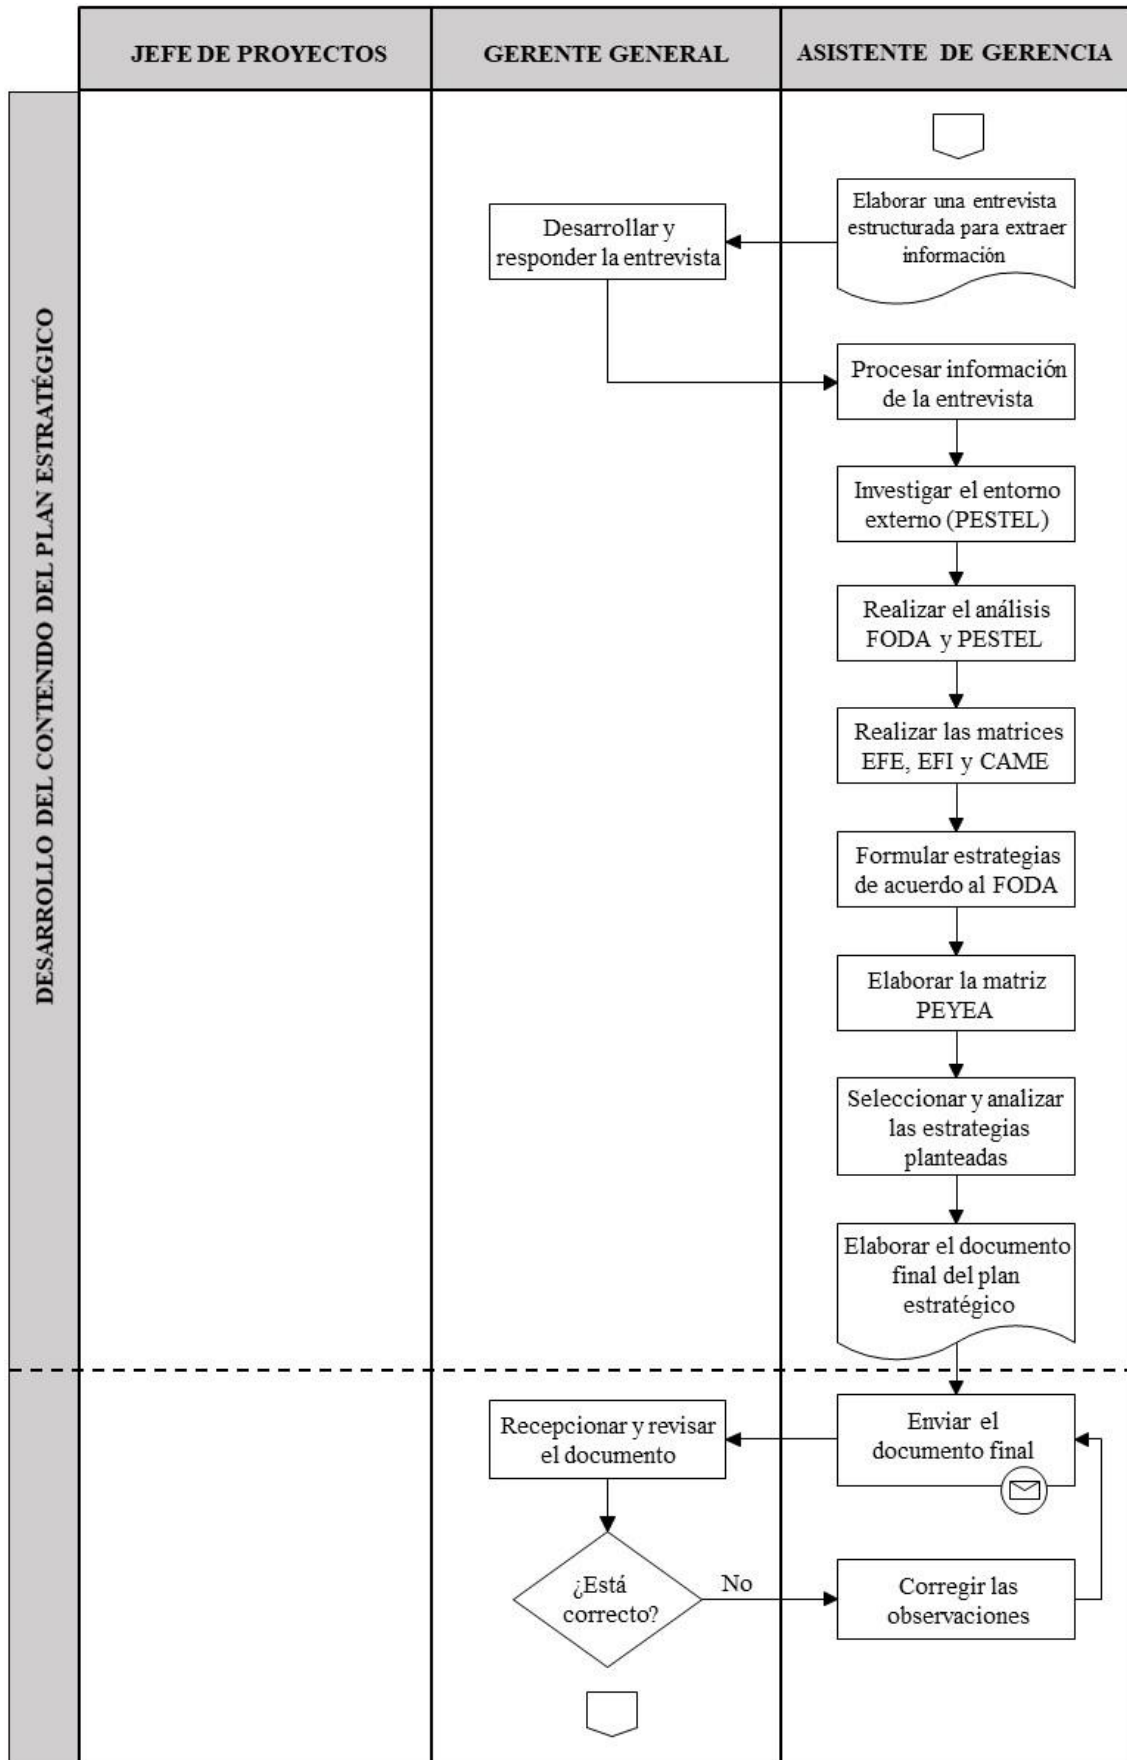 JEFE DE PROYECTOS
GERENTE GENERAL
ASISTENTE DE GERENCIA
DESARROLLO DEL CONTENIDO DEL PLAN ESTRATÉGICO
Elaborar una entrevista
estructurada para extraer
información
Desarrollar y
responder la entrevista
Procesar información
de la entrevista
Investigar el entorno
externo (PESTEL)
Realizar el análisis
FODA y PESTEL
Realizar las matrices
EFE, EFI y CAME
Formular estrategias
de acuerdo al FODA
Elaborar la matriz
PEYEA
Seleccionar y analizar
las estrategias
planteadas
Elaborar el documento
final del plan
estratégico
Enviar el
documento final
Recepcionar y revisar
el documento
¿Está
correcto?
No
Corregir las
observaciones